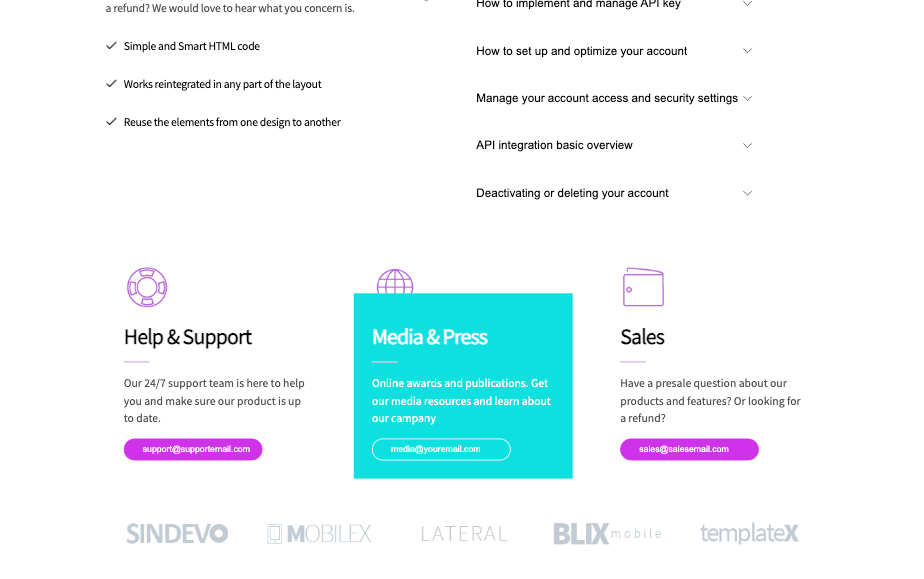 a refund? We would love to hear what you concern is.
Simple and Smart HTML code
Works reintegrated in any part of the layout
Reuse the elements from one design to another
How to implement and manage API key
How to set up and optimize your account
Manage your account access and security settings
API integration basic overview
Deactivating or deleting your account
Help & Support
Our 24/7 support team is here to help
you and make sure our product is up
to date.
support@supportemail.com
Media & Press
Online awards and publications. Get
our media resources and learn about
our campany
media@youremail.com
Sales
Have a presale question about our
products and features? Or looking for
a refund?
sales@salesemail.com
SINDEVO
MOBILEX
LATERAL
BLIX mobile
templateX